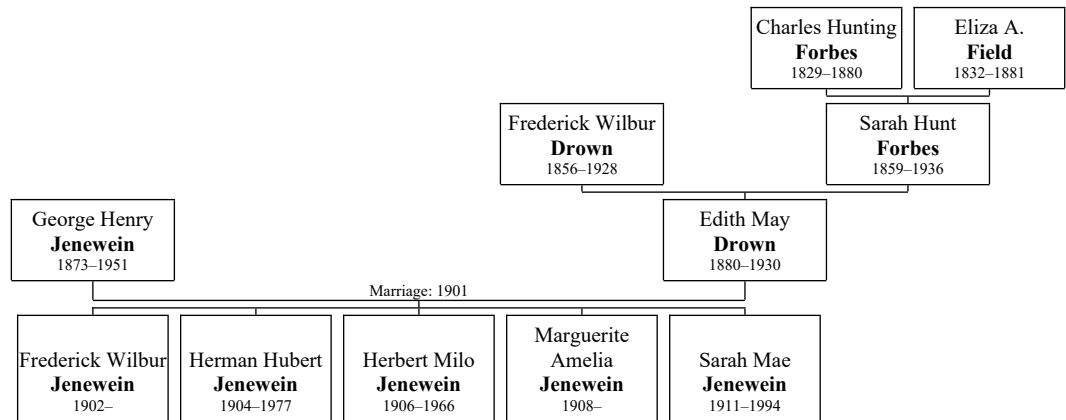 Charles Hunting
Forbes
1829–1880
Eliza A.
Field
1832–1881
Frederick Wilbur
Drown
1856–1928
Sarah Hunt
Forbes
1859–1936
George Henry
Jenewein
1873–1951
Edith May
Drown
1880–1930
Marriage: 1901
Frederick Wilbur
Jenewein
1902–
Herman Hubert
Jenewein
1904–1977
Herbert Milo
Jenewein
1906–1966
Marguerite
Amelia
Jenewein
1908–
Sarah Mae
Jenewein
1911–1994